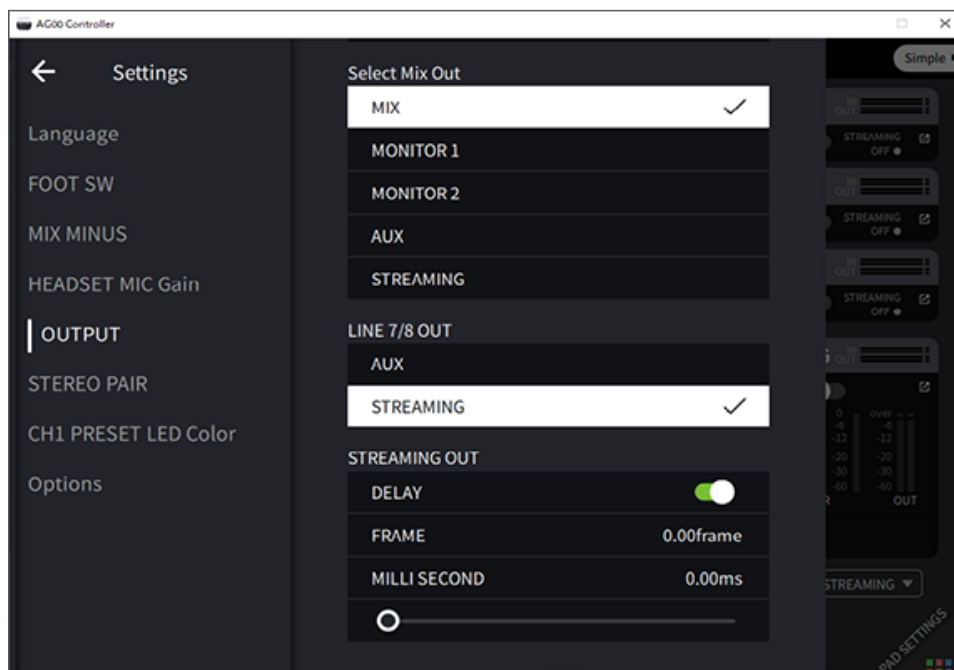 AG00 Controller
Settings
Language
FOOT SW
MIX MINUS
HEADSET MIC Gain
OUTPUT
STEREO PAIR
CH1 PRESET LED Color
Options
Select Mix Out
MIX
MONITOR 1
MONITOR 2
AUX
STREAMING
LINE 7/8 OUT
AUX
STREAMING
STREAMING OUT
DELAY
FRAME 0.00frame
MILLI SECOND 0.00ms
Simple
IN
OUT
STREAMING
OFF
IN
OUT
STREAMING
OFF
IN
OUT
STREAMING
OFF
G IN
OUT
0 over
-6 -6
-12 -12
-20 -20
-30 -30
-60 -60
R OUT
STREAMING
PAD SETTINGS